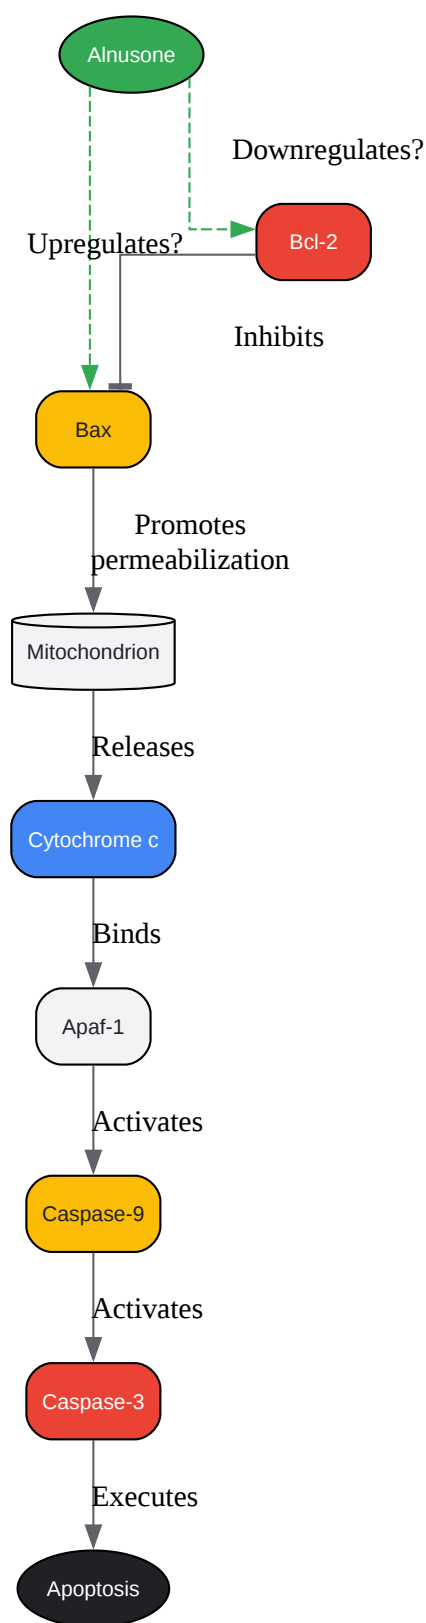 Alnusone
Downregulates?
Upregulates?
Bcl-2
Inhibits
Bax
Promotes
permeabilization
Mitochondrion
Releases
Cytochrome c
Binds
Apaf-1
Activates
Caspase-9
Activates
Caspase-3
Executes
Apoptosis